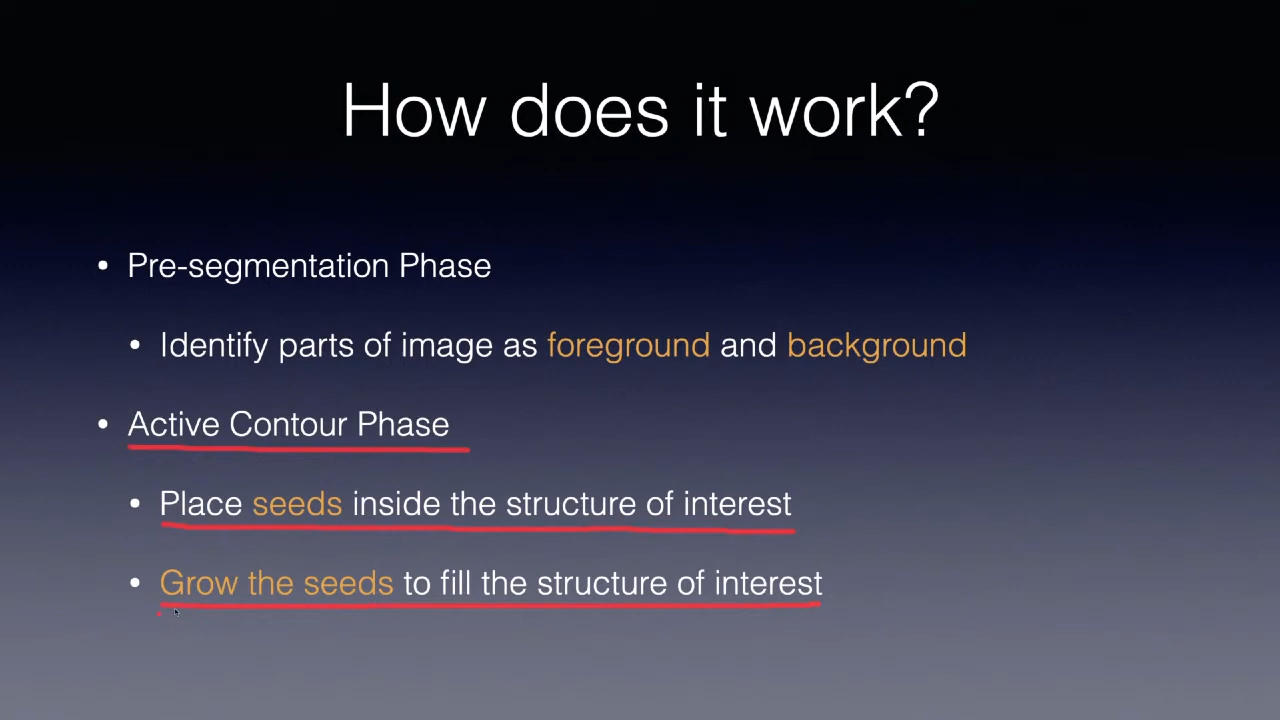 How does it work?
• Pre-segmentation Phase
• Identify parts of image as foreground and background
• Active Contour Phase
• Place seeds inside the structure of interest
• Grow the seeds to fill the structure of interest